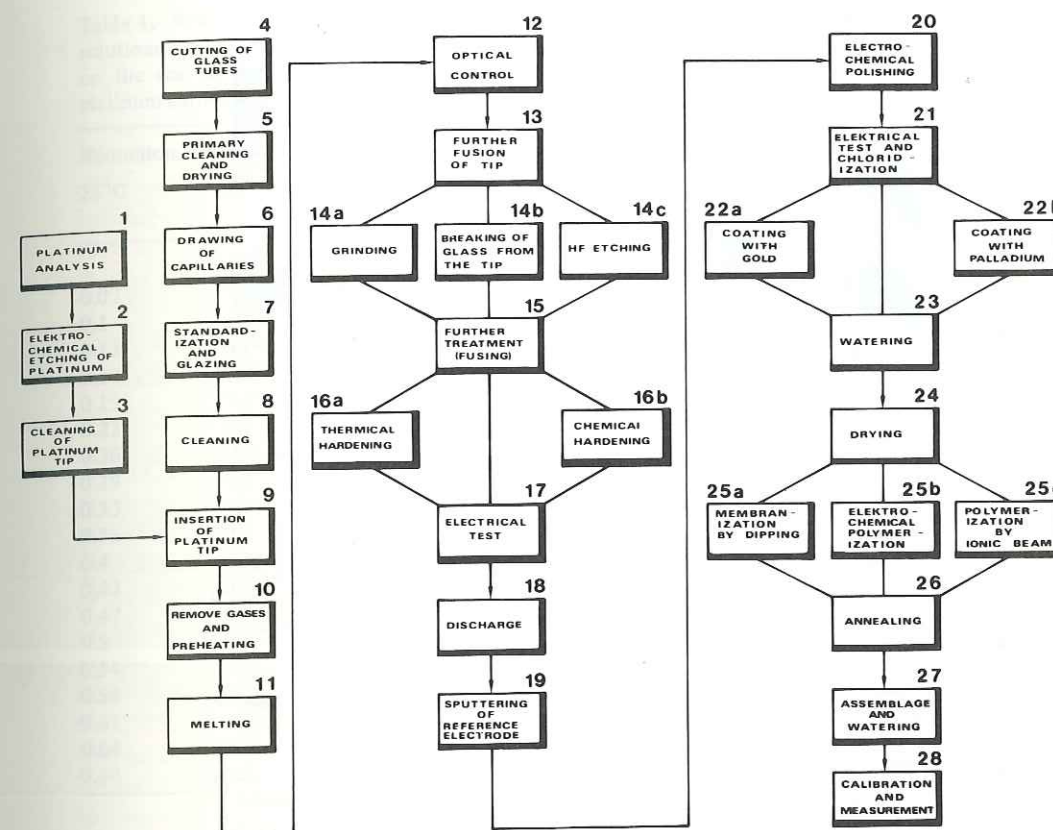 1
PLATINUM
ANALYSIS
2
ELEKTRO-
CHEMICAL
ETCHING OF
PLATINUM
3
CLEANING
OF
PLATINUM
TIP
4
CUTTING OF
GLASS
TUBES
5
PRIMARY
CLEANING
AND
DRYING
6
DRAWING
OF
CAPILLARIES
7
STANDARD-
IZATION
AND
GLAZING
8
CLEANING
9
INSERTION
OF
PLATINUM
TIP
10
REMOVE GASES
AND
PREHEATING
11
MELTING
12
OPTICAL
CONTROL
13
FURTHER
FUSION
OF TIP
14a
GRINDING
14b
BREAKING OF
GLASS FROM
THE TIP
14c
HF ETCHING
15
FURTHER
TREATMENT
(FUSING)
16a
THERMICAL
HARDENING
16b
CHEMICAL
HARDENING
17
ELECTRICAL
TEST
18
DISCHARGE
19
SPUTTERING
OF
REFERENCE
ELECTRODE
20
ELECTRO-
CHEMICAL
POLISHING
21
ELEKTRICAL
TEST AND
CHLORID-
IZATION
22a
COATING
WITH
GOLD
22b
COATING
WITH
PALLADIUM
23
WATERING
24
DRYING
25a
MEMBRAN-
IZATION
BY DIPPING
25b
ELEKTRO-
CHEMICAL
POLYMER-
IZATION
25c
POLYMER-
IZATION
BY
IONIC BEAM
26
ANNEALING
27
ASSEMBLAGE
AND
WATERING
28
CALIBRATION
AND
MEASUREMENT